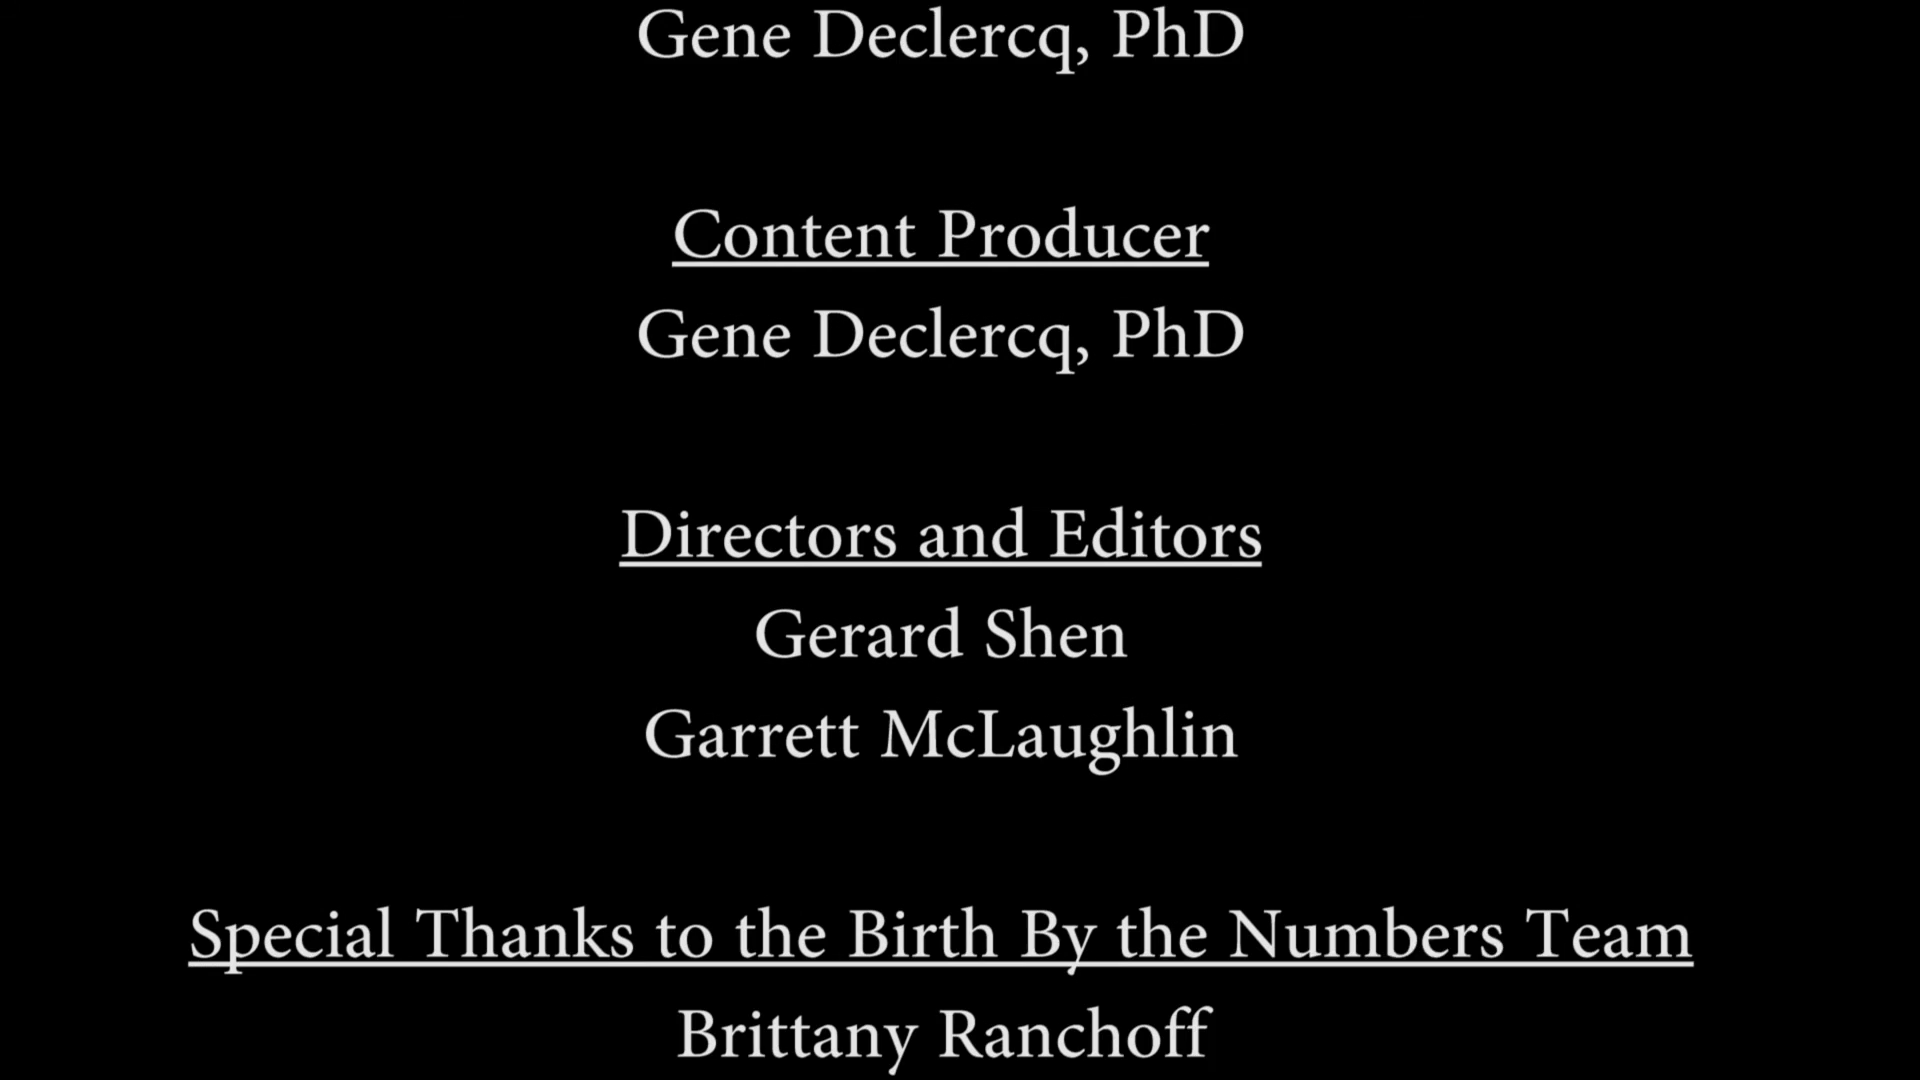 Gene Declercq, PhD
Content Producer
Gene Declercq, PhD
Directors and Editors
Gerard Shen
Garrett McLaughlin
Special Thanks to the Birth By the Numbers Team
Brittany Ranchoff